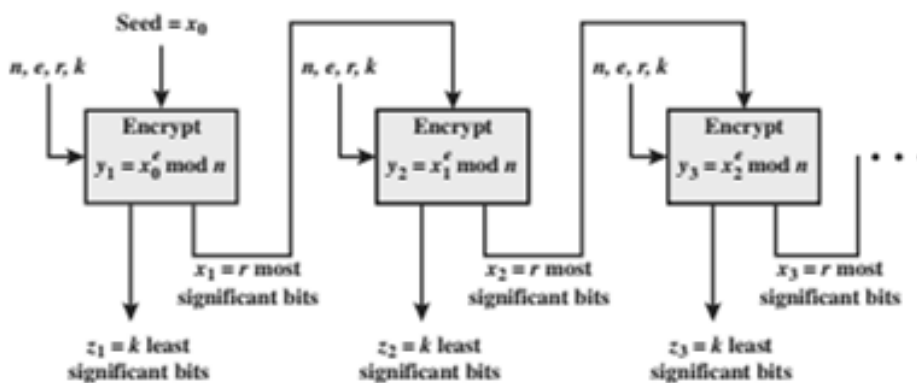 Seed = x₀
n, e, r, k
n, e, r, k
n, e, r, k
Encrypt
y₁ = x₀ᵉ mod n
Encrypt
y₂ = x₁ᵉ mod n
Encrypt
y₃ = x₂ᵉ mod n
x₁ = r most
significant bits
x₂ = r most
significant bits
x₃ = r most
significant bits
z₁ = k least
significant bits
z₂ = k least
significant bits
z₃ = k least
significant bits